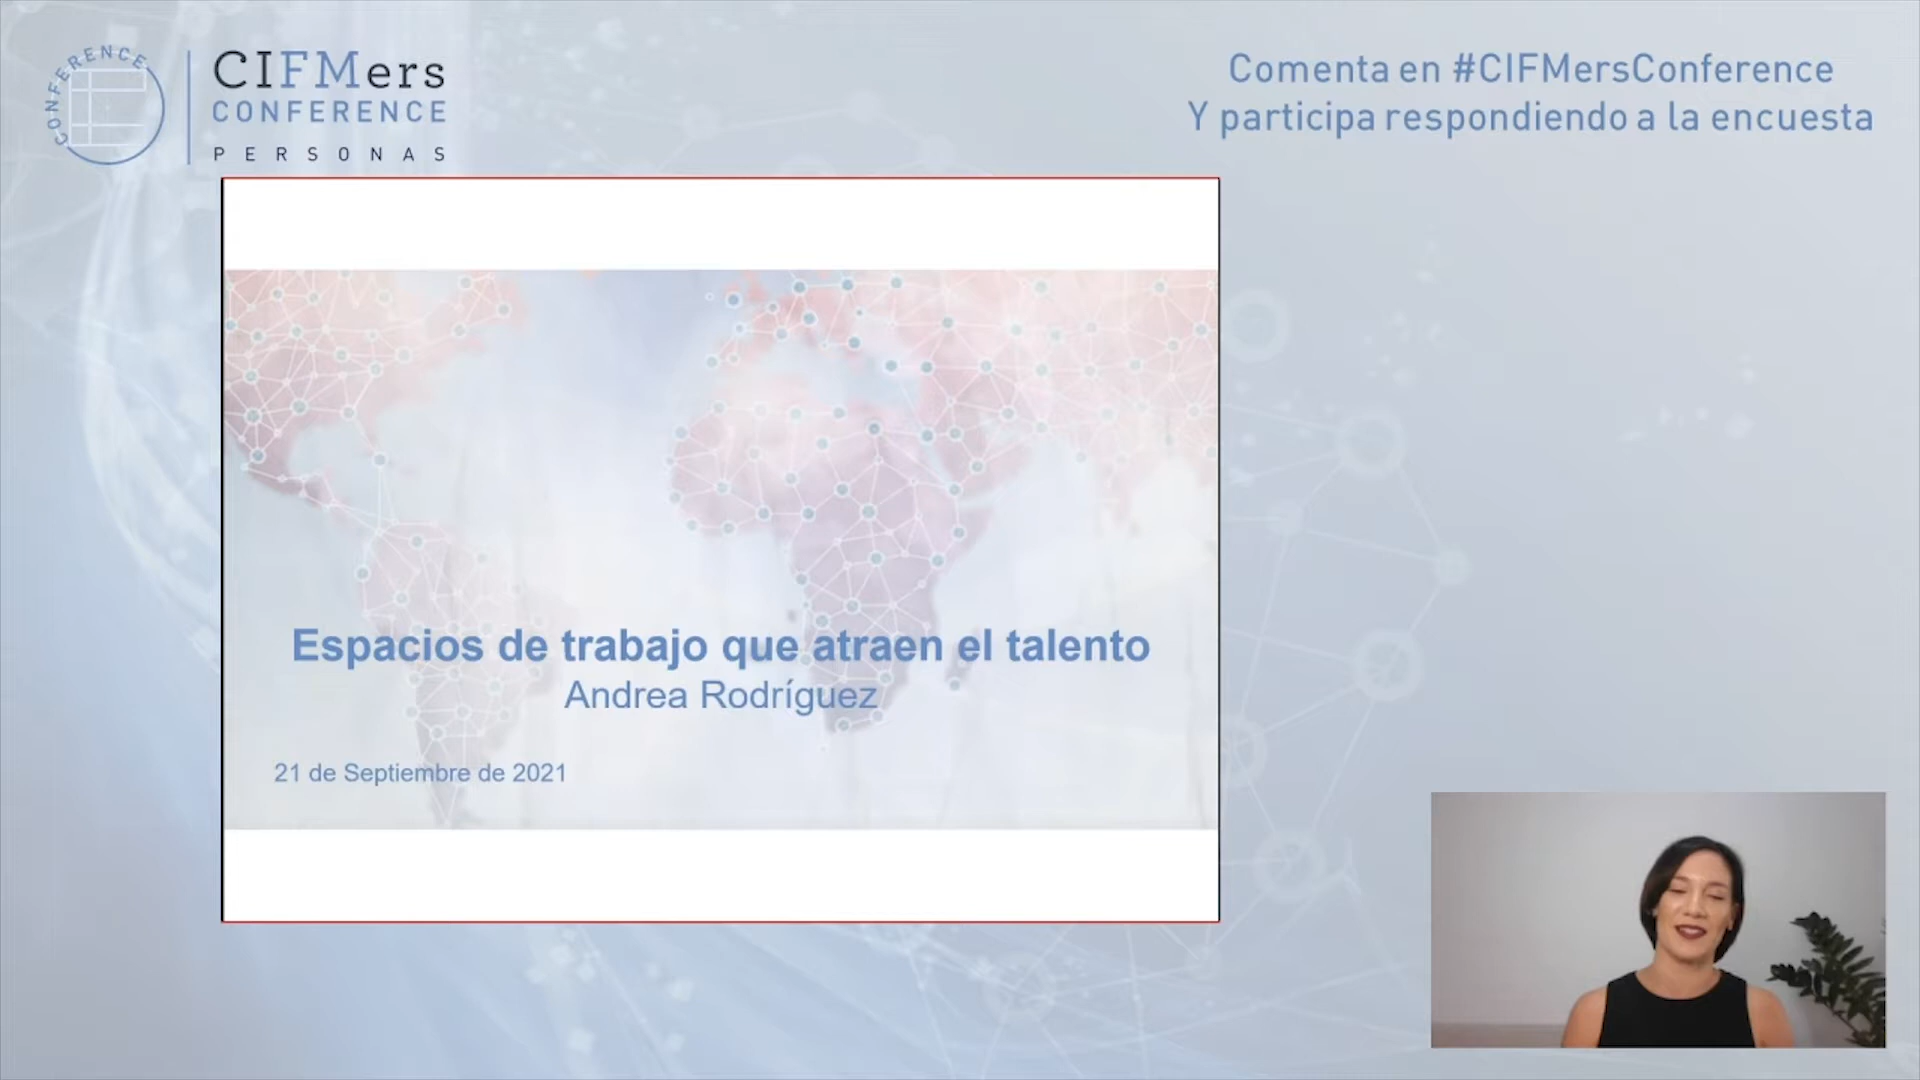 CONFERENCE
CIFMers
CONFERENCE
PERSONAS
Comenta en #CIFMersConference
Y participa respondiendo a la encuesta
Espacios de trabajo que atraen el talento
Andrea Rodríguez
21 de Septiembre de 2021